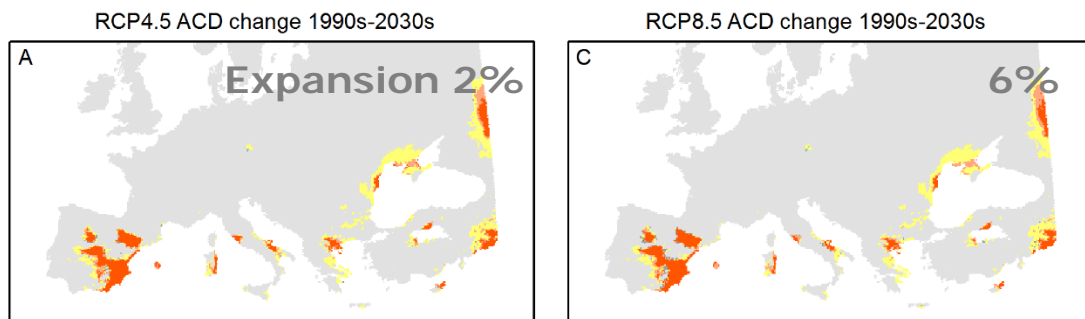 RCP4.5 ACD change 1990s-2030s
RCP8.5 ACD change 1990s-2030s
A
Expansion 2%
C
6%